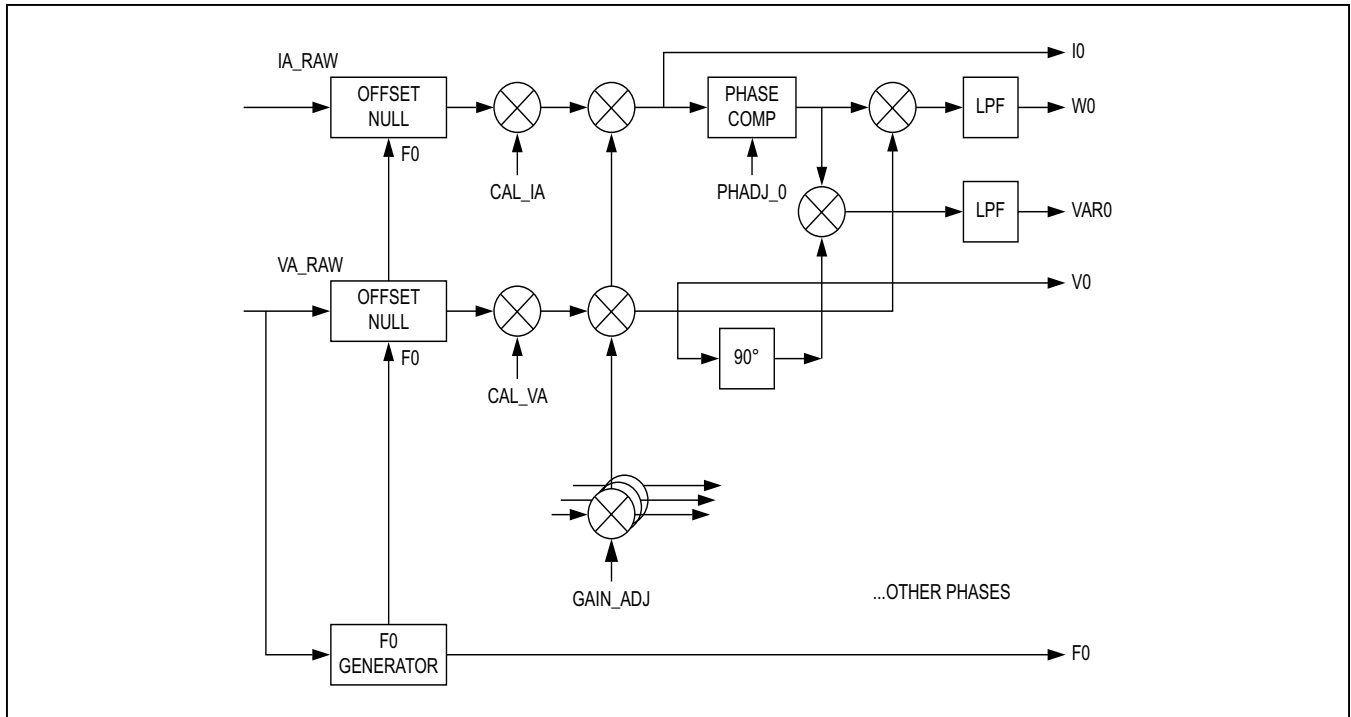 IA_RAW
OFFSET
NULL
F0
CAL_IA
PHASE
COMP
PHADJ_0
LPF
I0
W0
LPF
VAR0
VA_RAW
OFFSET
NULL
F0
CAL_VA
90°
V0
GAIN_ADJ
...OTHER PHASES
F0
GENERATOR
F0